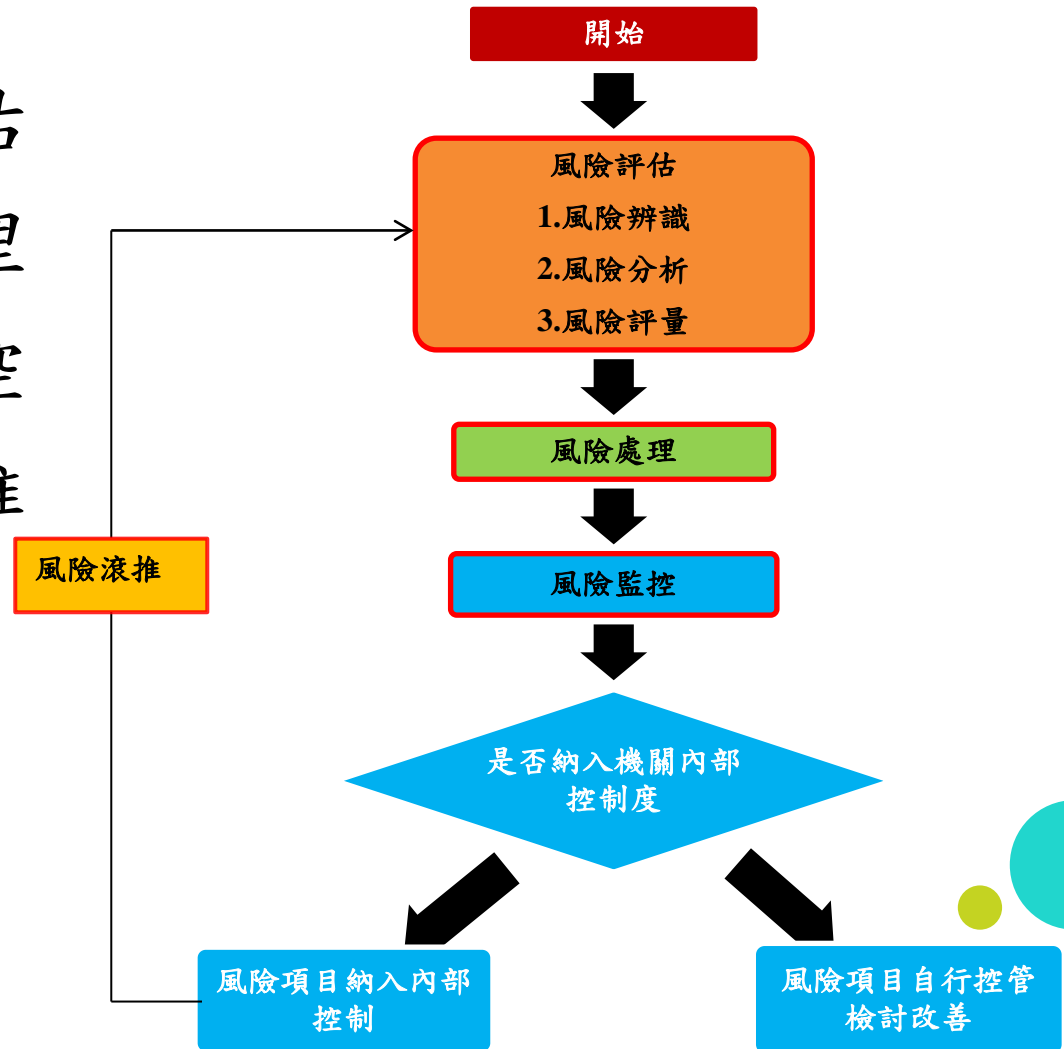 開始
風險評估
1.風險辨識
2.風險分析
3.風險評量
風險處理
風險滾推
風險監控
是否納入機關內部
控制度
風險項目納入內部
控制
風險項目自行控管
檢討改善